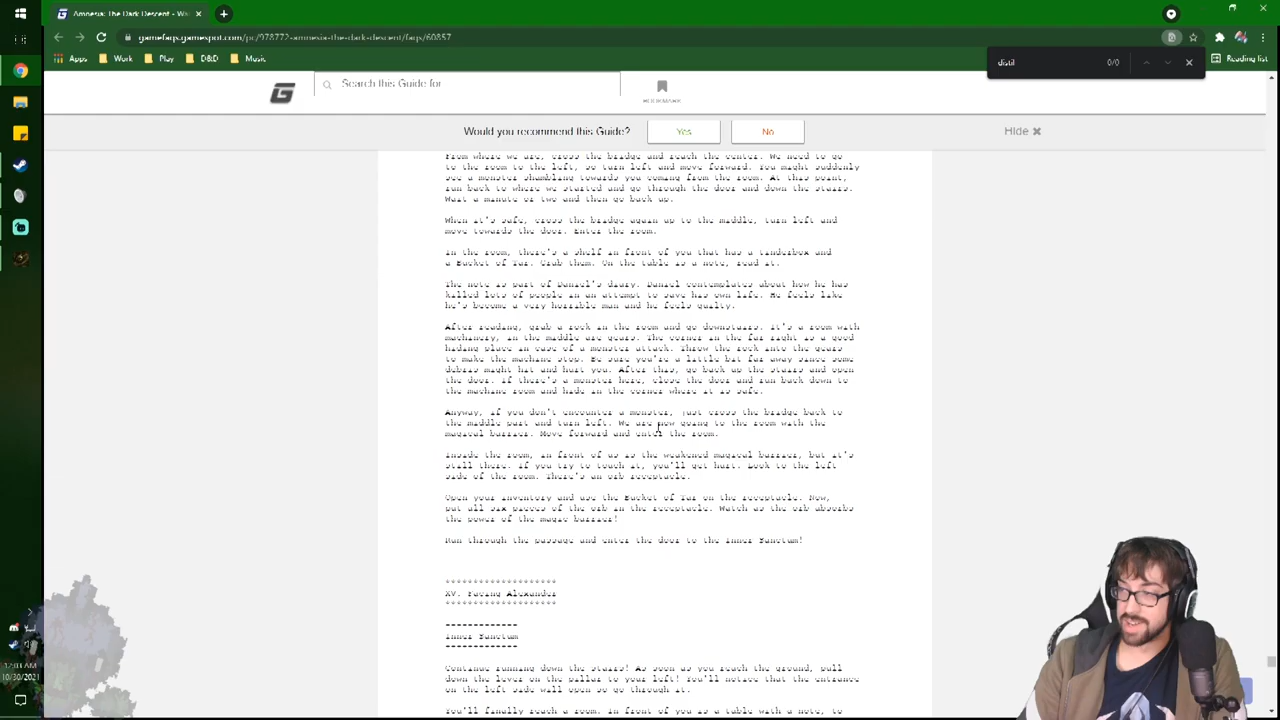 Amnesia: The Dark Descent - G
gamefaqs.gamespot.com/pc/978772-amnesia-the-dark-descent/faqs/60857
Apps Work Play D&D Music
Reading list
distil 0/0
Search this Guide for
BOOKMARK
Would you recommend this Guide? Yes No Hide
From where we are, cross the bridge and reach the center. We need to go
to the room to the left, so turn left and move forward. You might suddenly
see a monster shambling towards you coming from the room. At this point,
run back to where we started and go through the door and down the stairs.
Wait a minute or two and then go back up.
When it's safe, cross the bridge again up to the middle, turn left and
move towards the door. Enter the room.
In the room, there's a shelf in front of you that has a tinderbox and
a Bucket of Tar. Grab them. On the table is a note, read it.
The note is part of Daniel's diary. Daniel contemplates about how he has
killed lots of people in an attempt to save his own life. He feels like
he's become a very horrible man and he feels guilty.
After reading, grab a rock in the room and go downstairs. It's a room with
machinery, in the middle are gears. The corner in the far right is a good
hiding place in case of a monster attack. Throw the rock into the gears
to make the machine stop. Be sure you're a little bit far away since some
debris might hit and hurt you. After this, go back up the stairs and open
the door. If there's a monster here, close the door and run back down to
the machine room and hide in the corner where it is safe.
Anyway, if you don't encounter a monster, just cross the bridge back to
the middle part and turn left. We are now going to the room with the
magical barrier. Move forward and enter the room.
Inside the room, in front of us is the weakened magical barrier, but it's
still there. If you try to touch it, you'll get hurt. Look to the left
side of the room. There's an orb receptacle.
Open your inventory and use the Bucket of Tar on the receptacle. Now,
put all six pieces of the orb in the receptacle. Watch as the orb absorbs
the power of the magic barrier!
Run through the passage and enter the door to the Inner Sanctum!
********************
XV. Facing Alexander
********************
-------------
Inner Sanctum
-------------
Continue running down the stairs! As soon as you reach the ground, pull
down the lever on the pillar to your left! You'll notice that the entrance
on the left side will open so go through it.
You'll finally reach a room. In front of you is a table with a note, to
10/30/2021